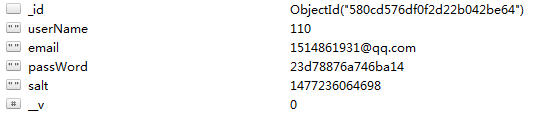 _id ObjectId("580cd576df0f2d22b042be64")
"" userName 110
"" email 1514861931@qq.com
"" passWord 23d78876a746ba14
"" salt 1477236064698
# __v 0